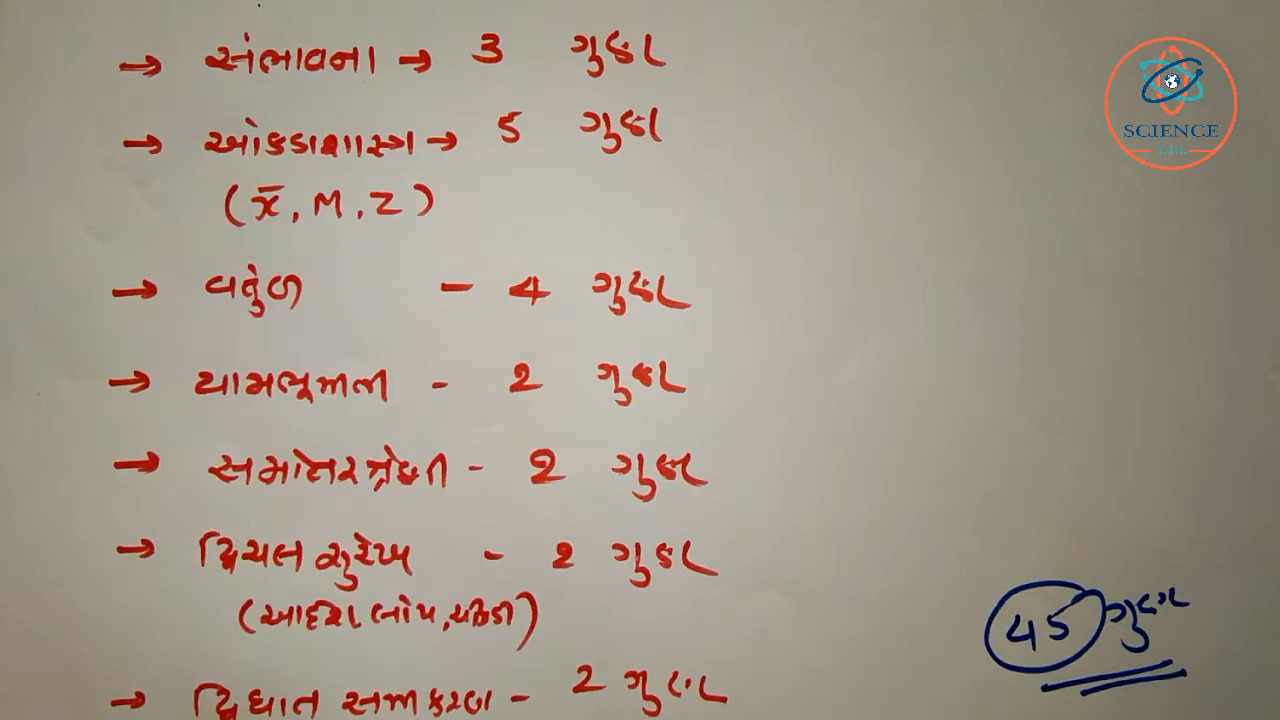 → સંભાવના → 3 ગુણ
→ આંકડાશાસ્ત્ર → 5 ગુણ
(x̄, M, Z)
→ વર્તુળ - 4 ગુણ
→ યામભૂમિતી - 2 ગુણ
→ સમાંતર શ્રેણી - 2 ગુણ
→ દ્વિચલ સુરેખ - 2 ગુણ
(આદેશ, લોપ, ચોકડી)
→ દ્વિઘાત સમીકરણ - 2 ગુણ
45 ગુણ
SCIENCE